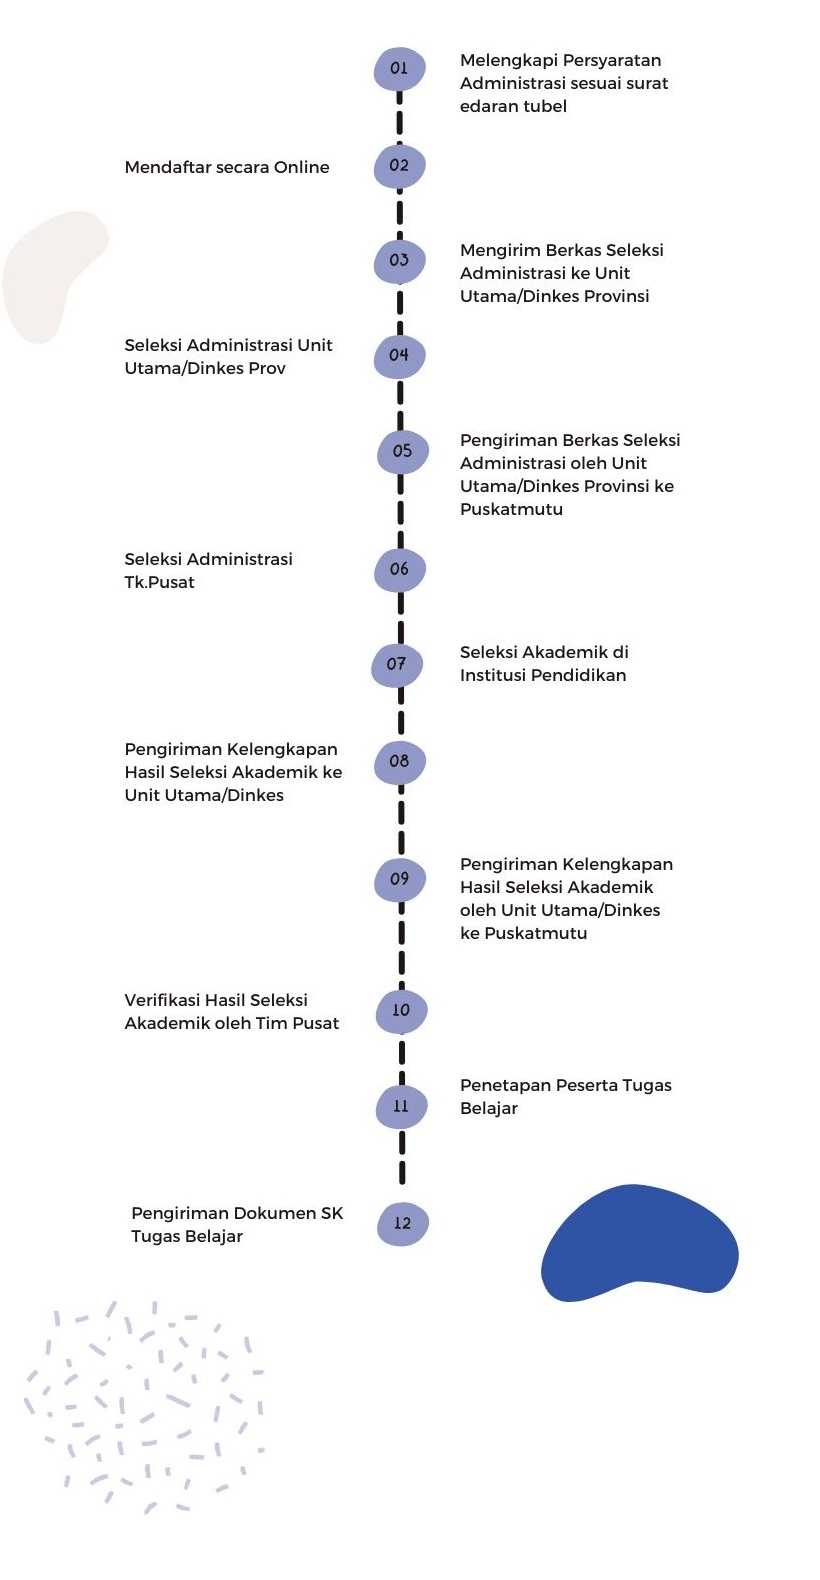 01
Melengkapi Persyaratan
Administrasi sesuai surat
edaran tubel
02
Mendaftar secara Online
03
Mengirim Berkas Seleksi
Administrasi ke Unit
Utama/Dinkes Provinsi
04
Seleksi Administrasi Unit
Utama/Dinkes Prov
05
Pengiriman Berkas Seleksi
Administrasi oleh Unit
Utama/Dinkes Provinsi ke
Puskatmutu
06
Seleksi Administrasi
Tk.Pusat
07
Seleksi Akademik di
Institusi Pendidikan
08
Pengiriman Kelengkapan
Hasil Seleksi Akademik ke
Unit Utama/Dinkes
09
Pengiriman Kelengkapan
Hasil Seleksi Akademik
oleh Unit Utama/Dinkes
ke Puskatmutu
10
Verifikasi Hasil Seleksi
Akademik oleh Tim Pusat
11
Penetapan Peserta Tugas
Belajar
12
Pengiriman Dokumen SK
Tugas Belajar